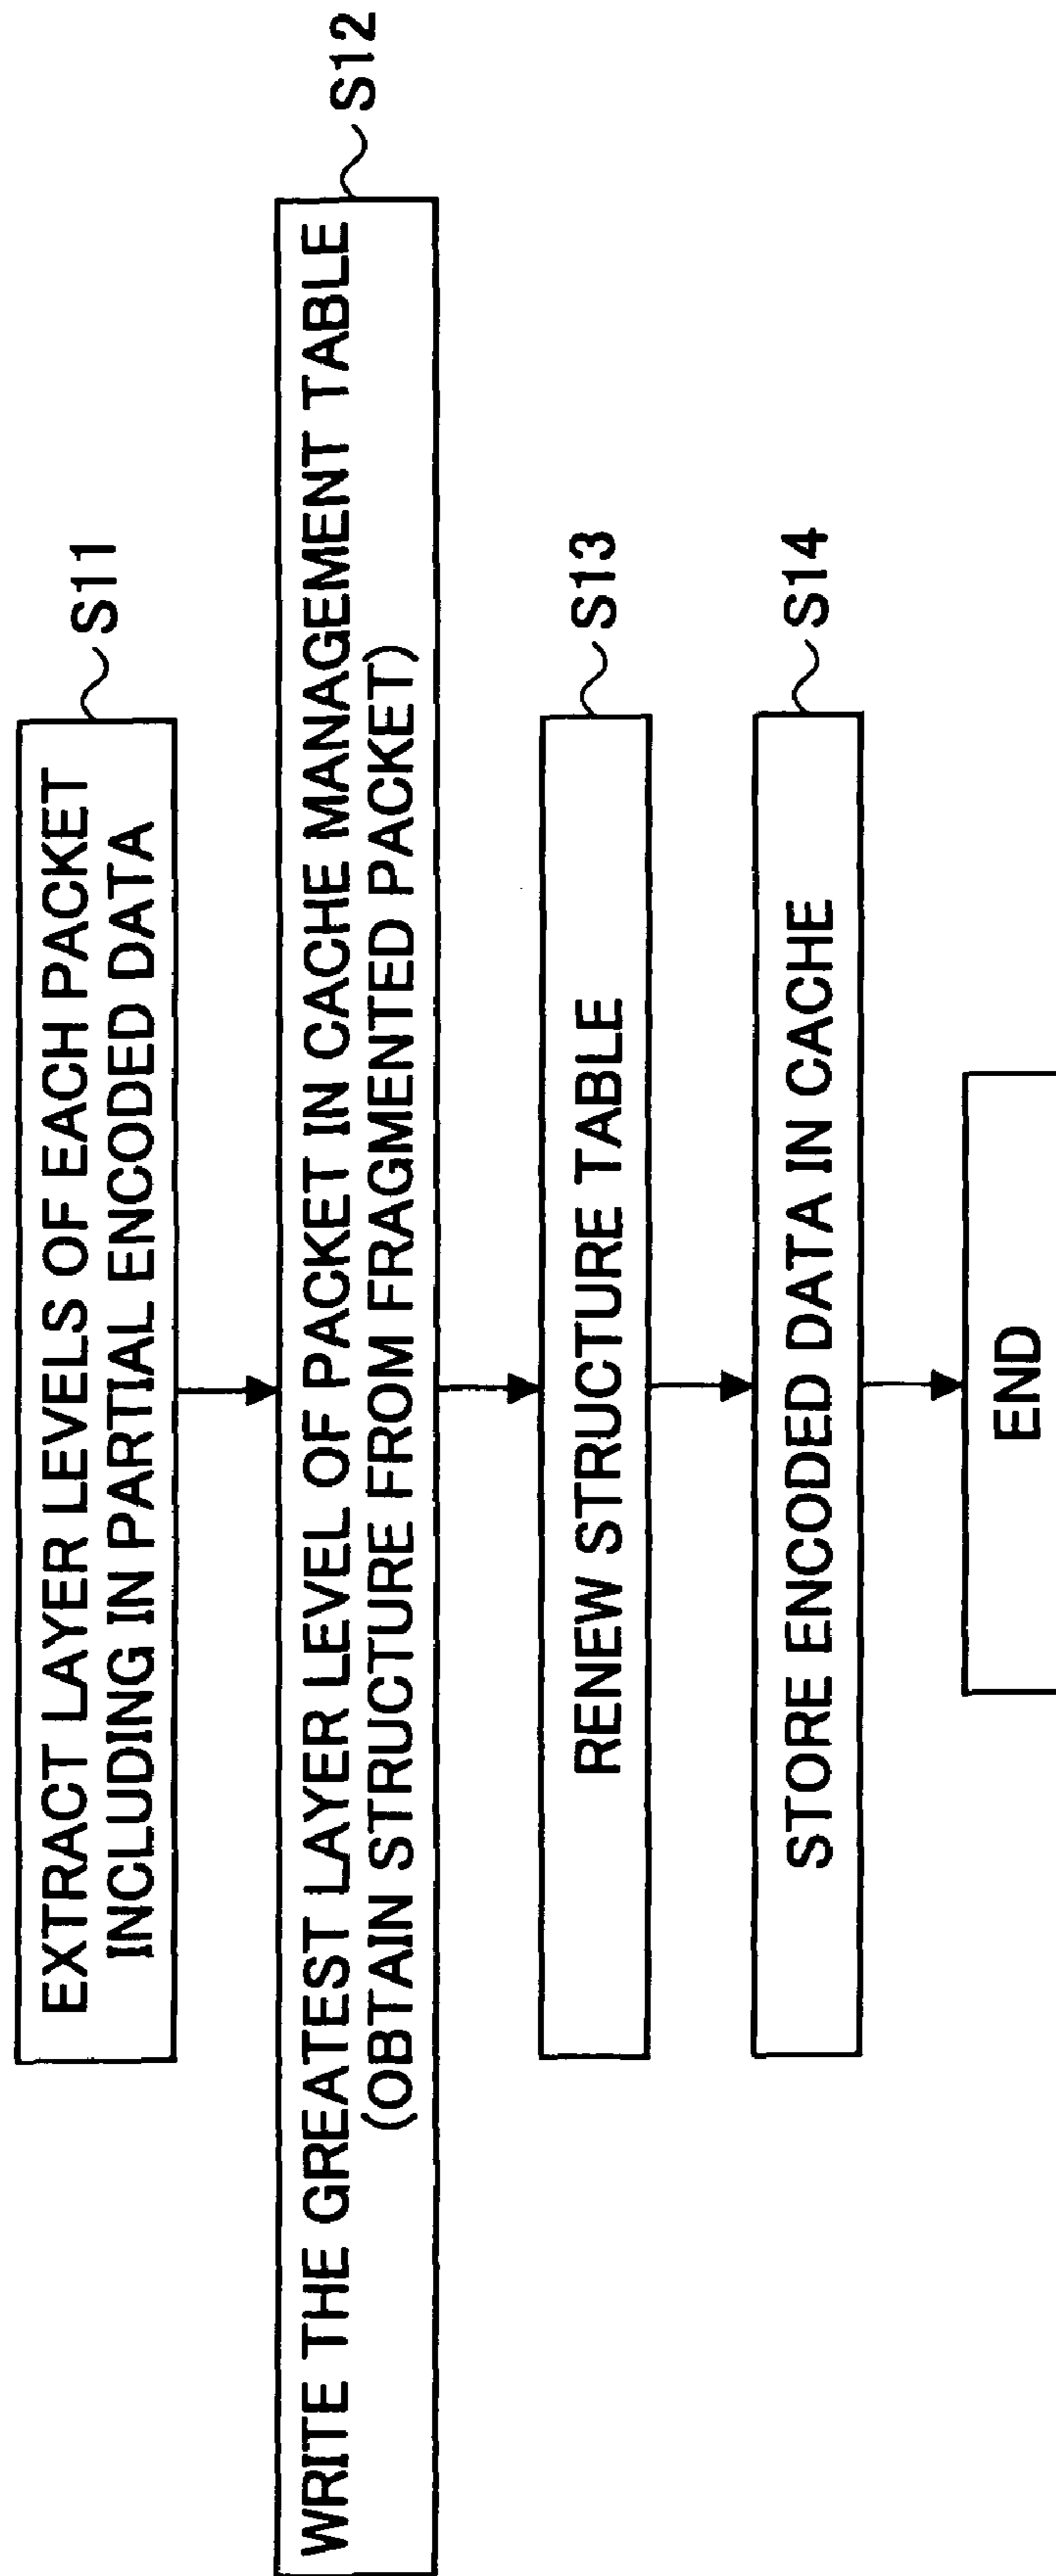 EXTRACT LAYER LEVELS OF EACH PACKET
INCLUDING IN PARTIAL ENCODED DATA
S11
WRITE THE GREATEST LAYER LEVEL OF PACKET IN CACHE MANAGEMENT TABLE
(OBTAIN STRUCTURE FROM FRAGMENTED PACKET)
S12
RENEW STRUCTURE TABLE
S13
STORE ENCODED DATA IN CACHE
S14
END